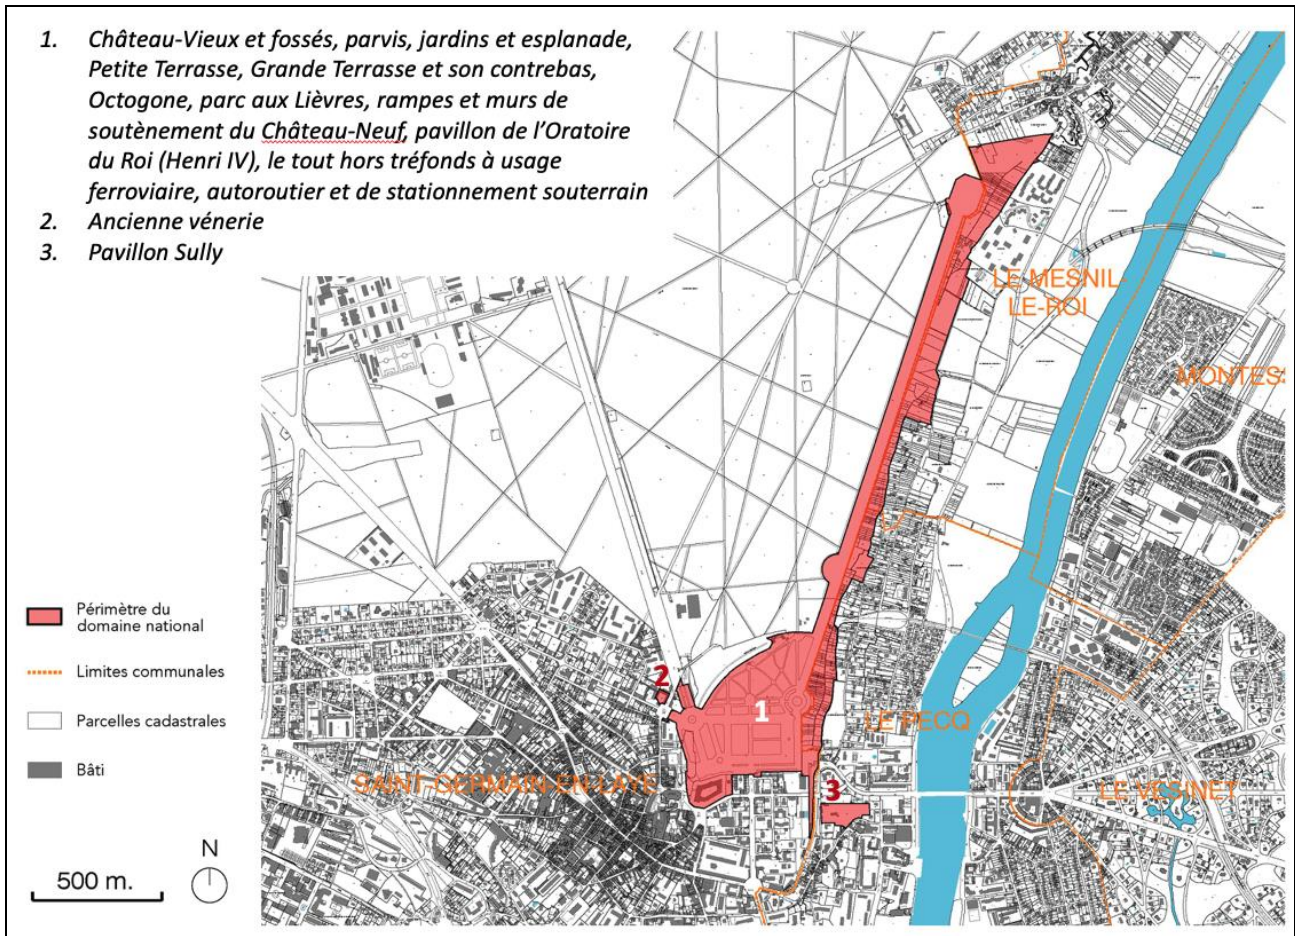 1. Château-Vieux et fossés, parvis, jardins et esplanade,
Petite Terrasse, Grande Terrasse et son contrebas,
Octogone, parc aux Lièvres, rampes et murs de
soutènement du Château-Neuf, pavillon de l'Oratoire
du Roi (Henri IV), le tout hors tréfonds à usage
ferroviaire, autoroutier et de stationnement souterrain
2. Ancienne vénerie
3. Pavillon Sully
LE MESNIL-
LE-ROI
MONTES
Périmètre du
domaine national
Limites communales
Parcelles cadastrales
Bâti
2
1
LE PECQ
SAINT-GERMAIN-EN-LAYE
3
LE VESINET
N
500 m.